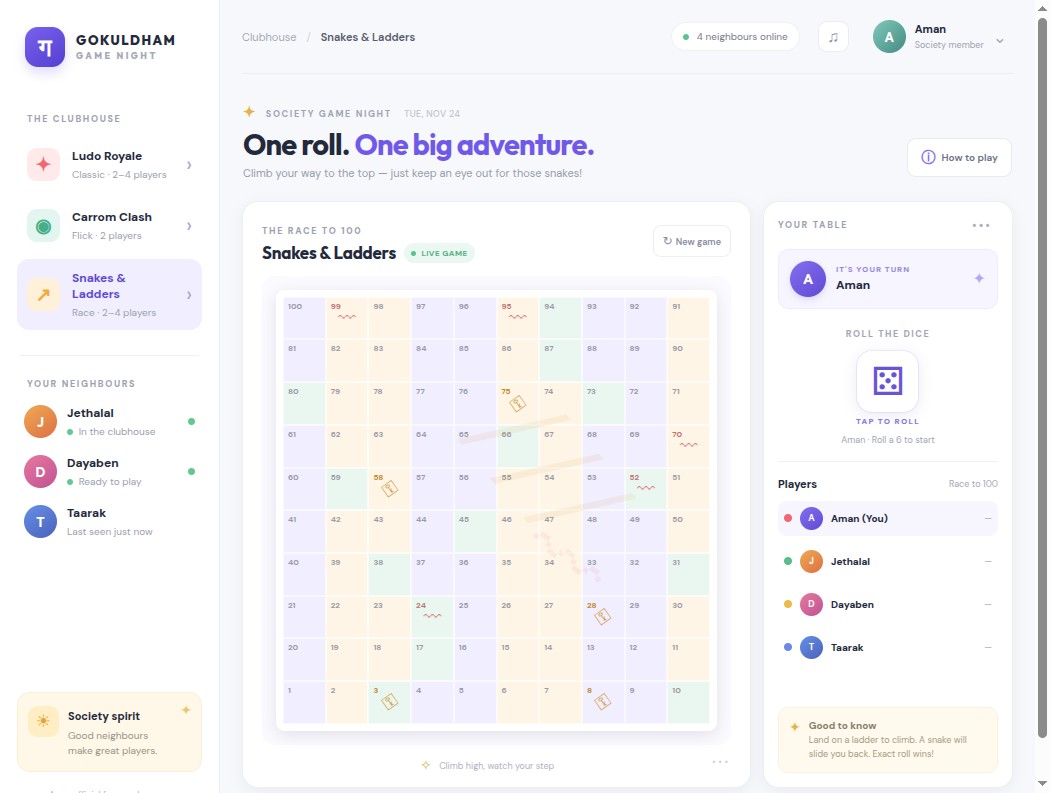 ग
GOKULDHAM
GAME NIGHT
THE CLUBHOUSE
Ludo Royale
Classic · 2–4 players
Carrom Clash
Flick · 2 players
Snakes &
Ladders
Race · 2–4 players
YOUR NEIGHBOURS
J
Jethalal
In the clubhouse
D
Dayaben
Ready to play
T
Taarak
Last seen just now
Society spirit
Good neighbours
make great players.
Clubhouse / Snakes & Ladders
4 neighbours online
A
Aman
Society member
SOCIETY GAME NIGHT TUE, NOV 24
One roll. One big adventure.
Climb your way to the top — just keep an eye out for those snakes!
How to play
THE RACE TO 100
Snakes & Ladders
LIVE GAME
New game
100 99 98 97 96 95 94 93 92 91
81 82 83 84 85 86 87 88 89 90
80 79 78 77 76 75 74 73 72 71
61 62 63 64 65 66 67 68 69 70
60 59 58 57 56 55 54 53 52 51
41 42 43 44 45 46 47 48 49 50
40 39 38 37 36 35 34 33 32 31
21 22 23 24 25 26 27 28 29 30
20 19 18 17 16 15 14 13 12 11
1 2 3 4 5 6 7 8 9 10
Climb high, watch your step
YOUR TABLE
A
IT'S YOUR TURN
Aman
ROLL THE DICE
TAP TO ROLL
Aman · Roll a 6 to start
Players
Race to 100
A Aman (You) —
J Jethalal —
D Dayaben —
T Taarak —
Good to know
Land on a ladder to climb. A snake will
slide you back. Exact roll wins!